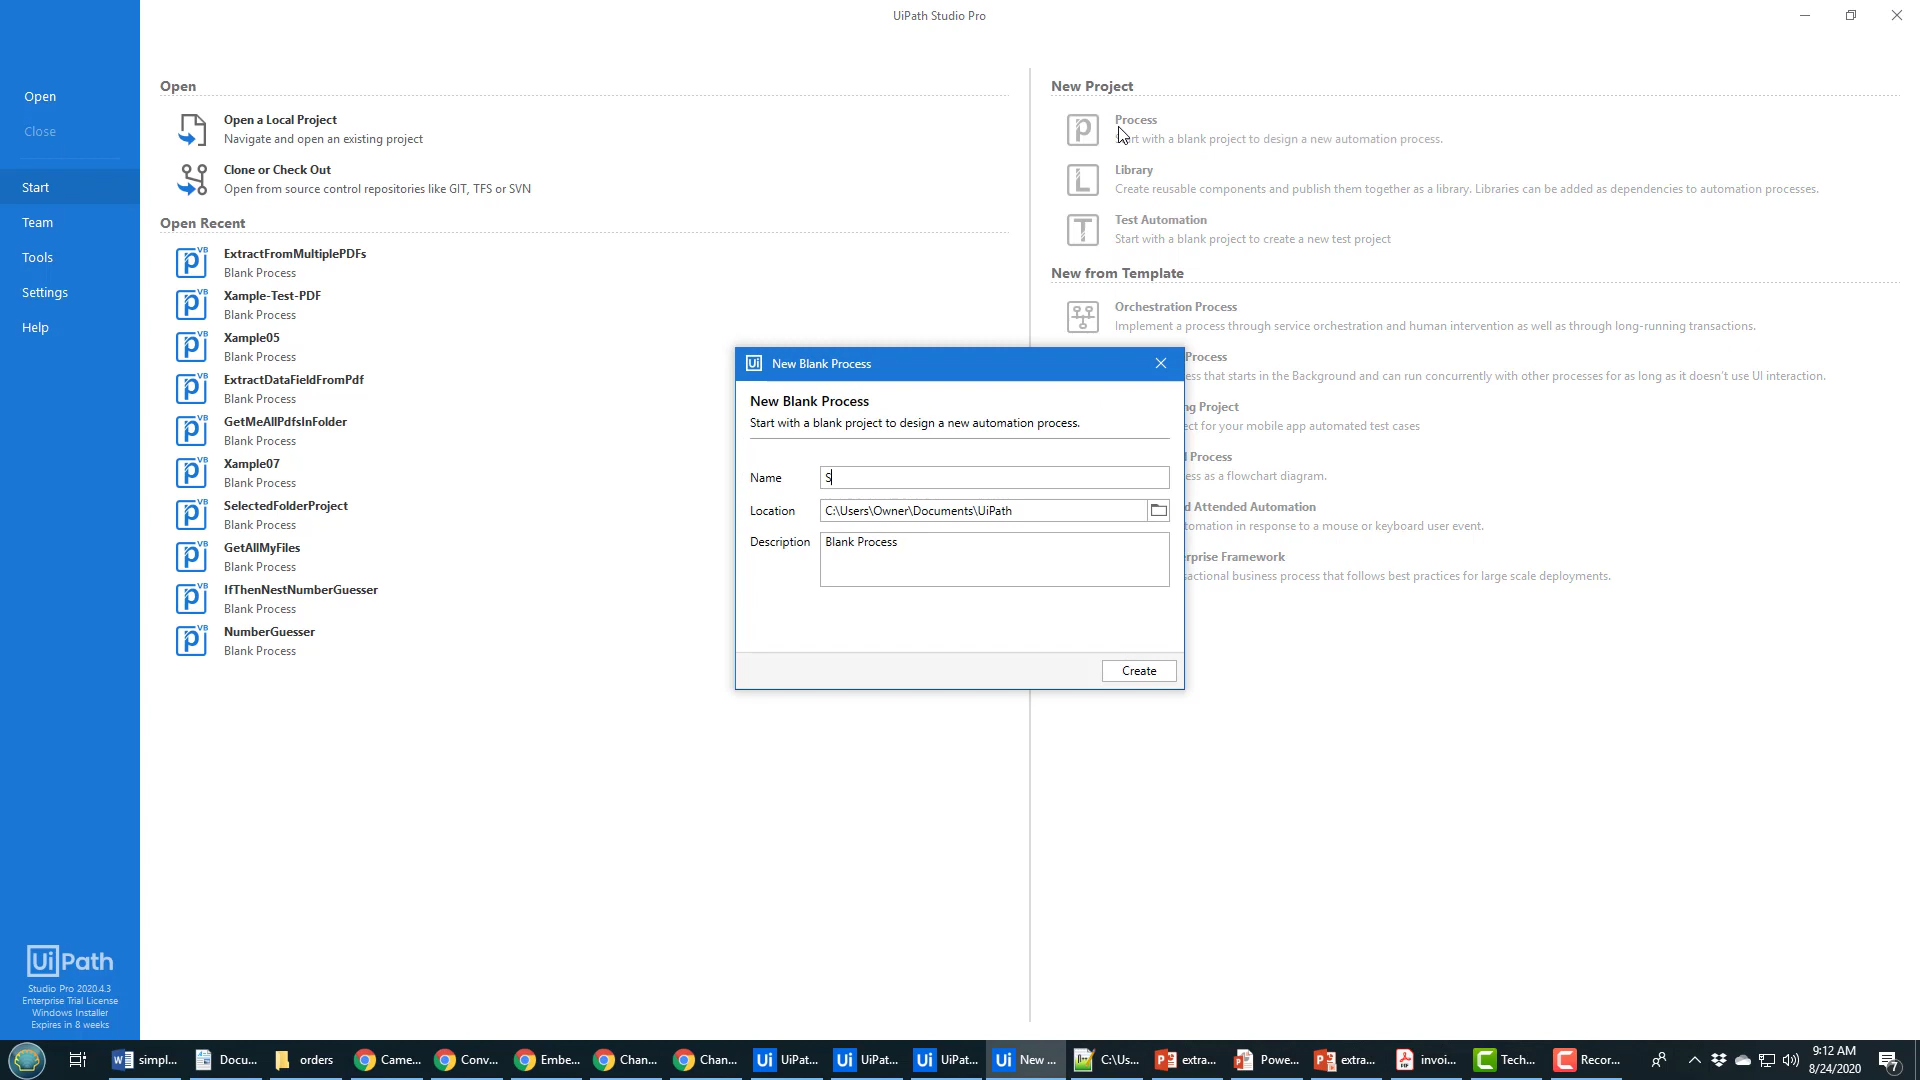 UiPath Studio Pro
Open
Close
Start
Team
Tools
Settings
Help
Open
Open a Local Project
Navigate and open an existing project
Clone or Check Out
Open from source control repositories like GIT, TFS or SVN
Open Recent
ExtractFromMultiplePDFs
Blank Process
Xample-Test-PDF
Blank Process
Xample05
Blank Process
ExtractDataFieldFromPdf
Blank Process
GetMeAllPdfsInFolder
Blank Process
Xample07
Blank Process
SelectedFolderProject
Blank Process
GetAllMyFiles
Blank Process
IfThenNestNumberGuesser
Blank Process
NumberGuesser
Blank Process
New Project
Process
Start with a blank project to design a new automation process.
Library
Create reusable components and publish them together as a library. Libraries can be added as dependencies to automation processes.
Test Automation
Start with a blank project to create a new test project
New from Template
Orchestration Process
Implement a process through service orchestration and human intervention as well as through long-running transactions.
Process
ess that starts in the Background and can run concurrently with other processes for as long as it doesn't use UI interaction.
ng Project
ect for your mobile app automated test cases
l Process
ess as a flowchart diagram.
d Attended Automation
tomation in response to a mouse or keyboard user event.
rprise Framework
sactional business process that follows best practices for large scale deployments.
Ui New Blank Process
New Blank Process
Start with a blank project to design a new automation process.
Name S
Location C:\Users\Owner\Documents\UiPath
Description Blank Process
Create
UiPath
Studio Pro 2020.4.3
Enterprise Trial License
Windows Installer
Expires in 8 weeks
simpl... Docu... orders Came... Conv... Embe... Chan... Chan... UiPat... UiPat... UiPat... New ... C:\Us... extra... Powe... extra... invoi... Tech... Recor...
9:12 AM
8/24/2020
7